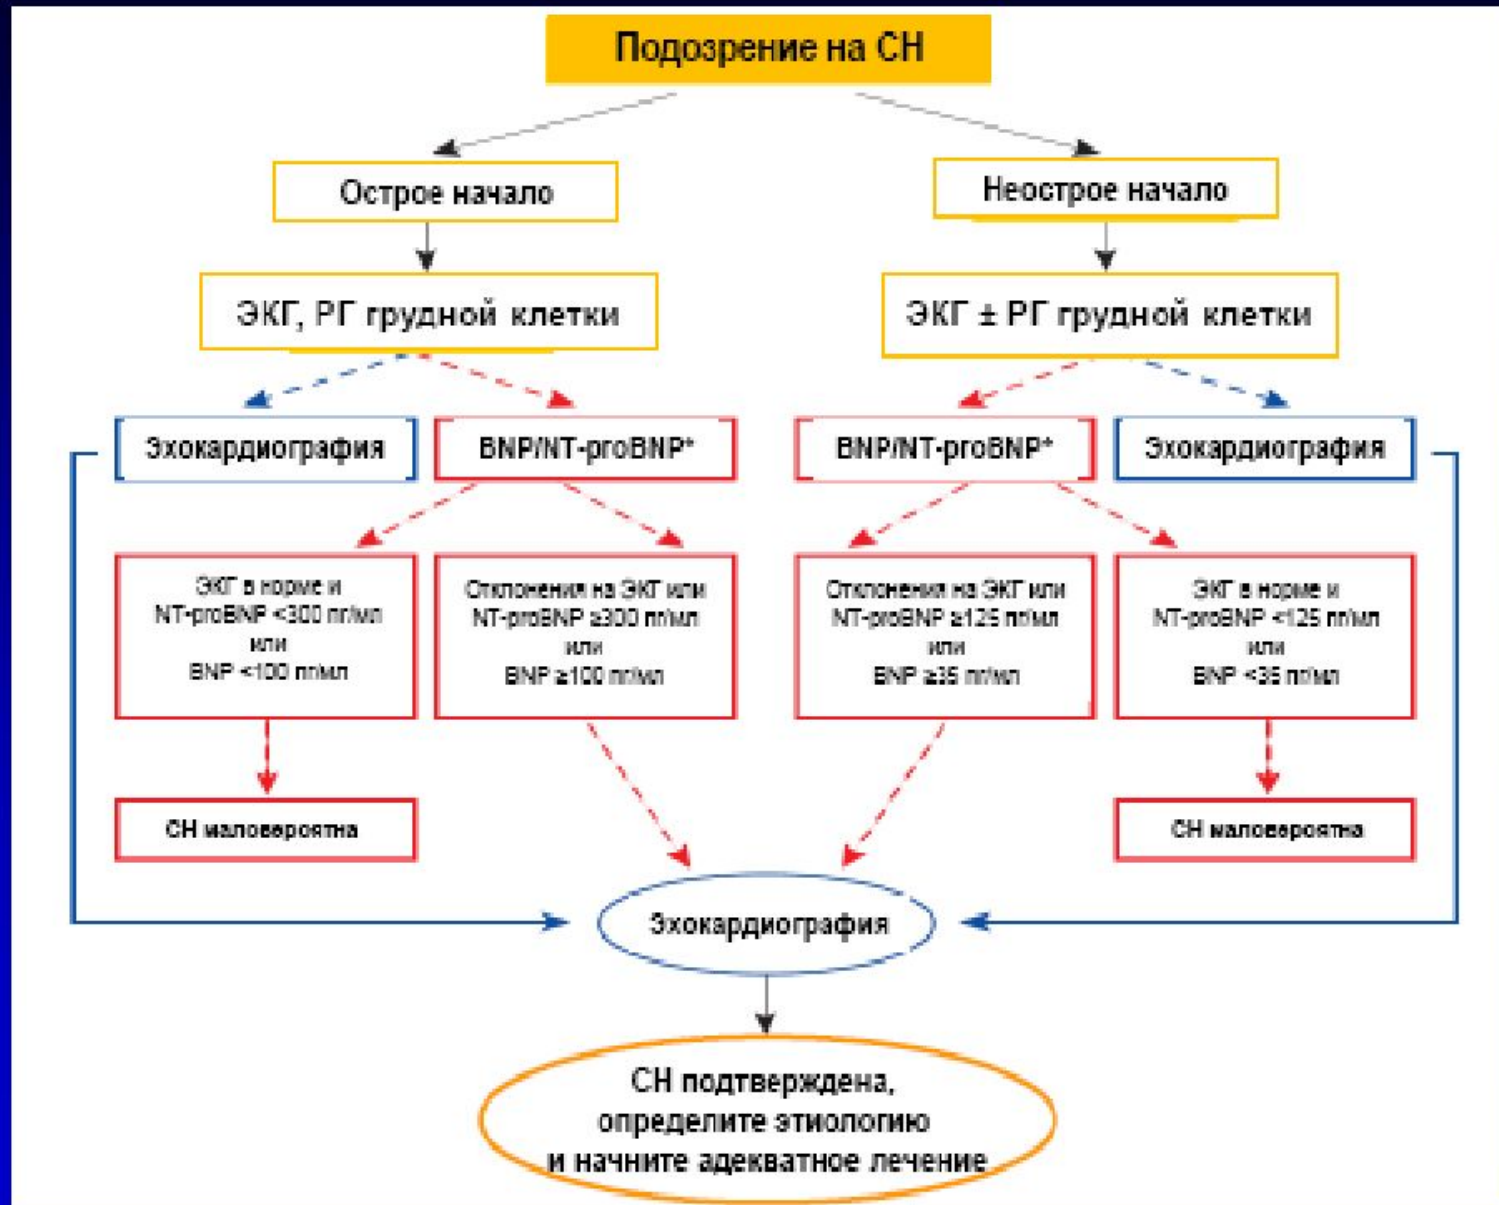 Подозрение на СН
Острое начало
Неострое начало
ЭКГ, РГ грудной клетки
ЭКГ ± РГ грудной клетки
Эхокардиография
BNP/NT-proBNP*
BNP/NT-proBNP*
Эхокардиография
ЭКГ в норме и
NT-proBNP <300 пг/мл
или
BNP <100 пг/мл
Отклонения на ЭКГ или
NT-proBNP ≥300 пг/мл
или
BNP ≥100 пг/мл
Отклонения на ЭКГ или
NT-proBNP ≥125 пг/мл
или
BNP ≥35 пг/мл
ЭКГ в норме и
NT-proBNP <125 пг/мл
или
BNP <35 пг/мл
СН маловероятна
СН маловероятна
Эхокардиография
СН подтверждена,
определите этиологию
и начните адекватное лечение